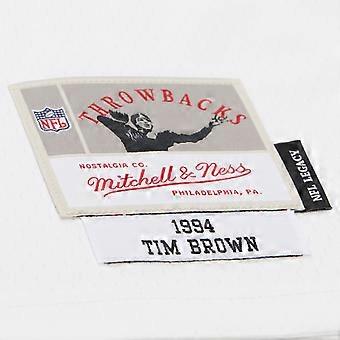 THROWBACKS
NFL
NOSTALGIA CO.
Mitchell & Ness
PHILADELPHIA, PA.
NFL LEGACY
1994
TIM BROWN